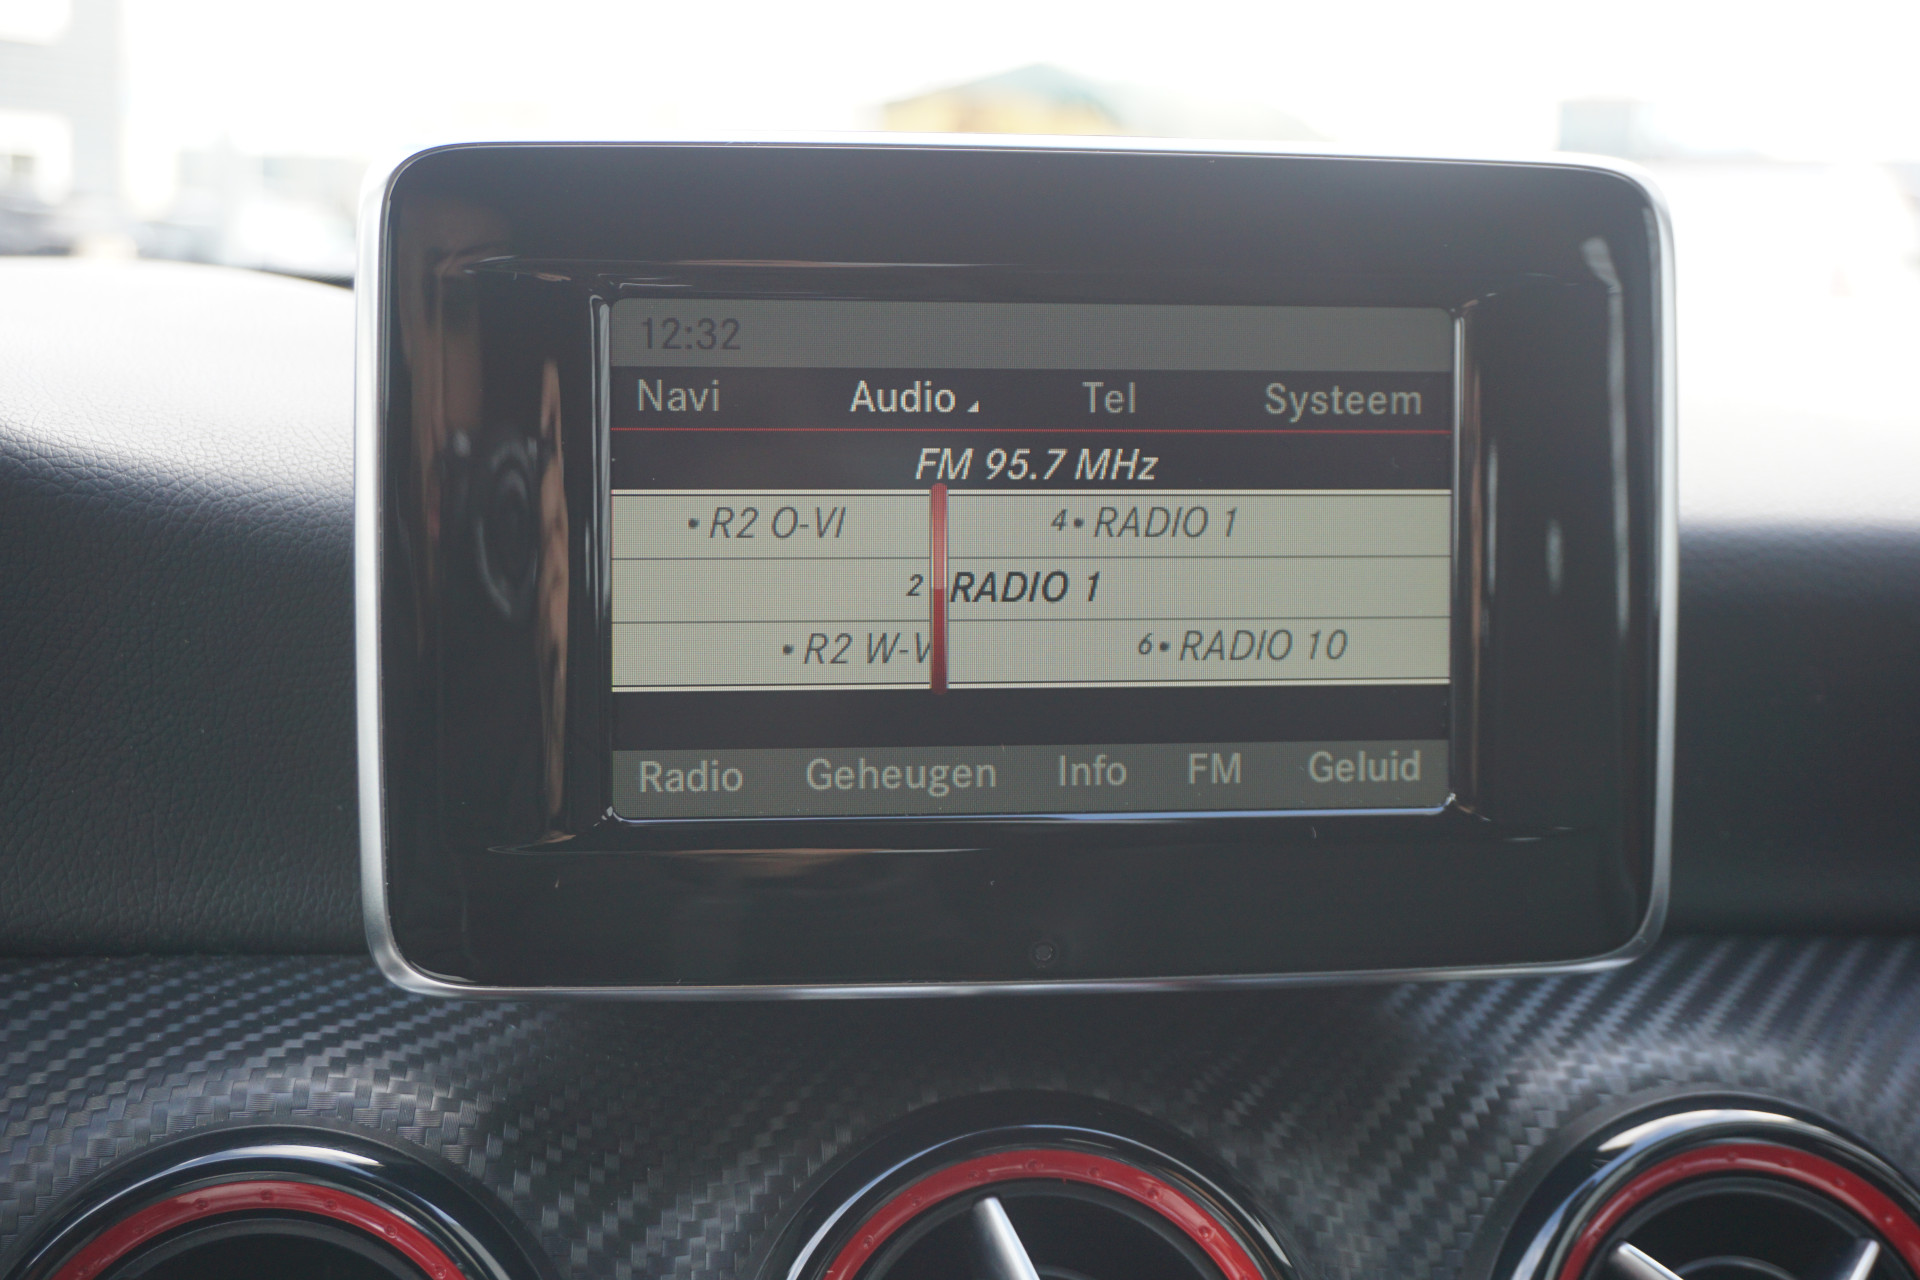 12:32
Navi Audio Tel Systeem
FM 95.7 MHz
• R2 O-VI 4• RADIO 1
2 RADIO 1
• R2 W-V 6• RADIO 10
Radio Geheugen Info FM Geluid